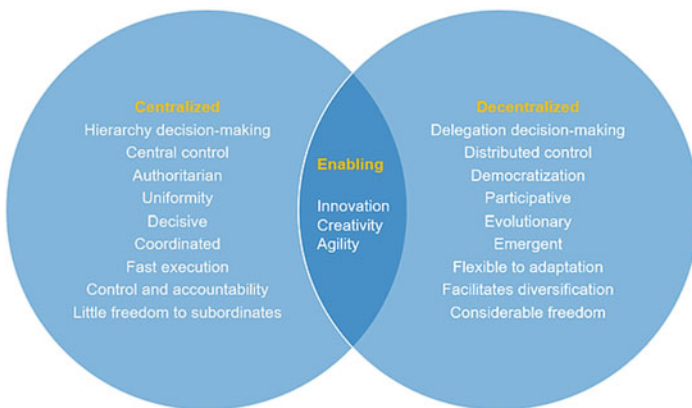 Centralized
Hierarchy decision-making
Central control
Authoritarian
Uniformity
Decisive
Coordinated
Fast execution
Control and accountability
Little freedom to subordinates
Enabling
Innovation
Creativity
Agility
Decentralized
Delegation decision-making
Distributed control
Democratization
Participative
Evolutionary
Emergent
Flexible to adaptation
Facilitates diversification
Considerable freedom